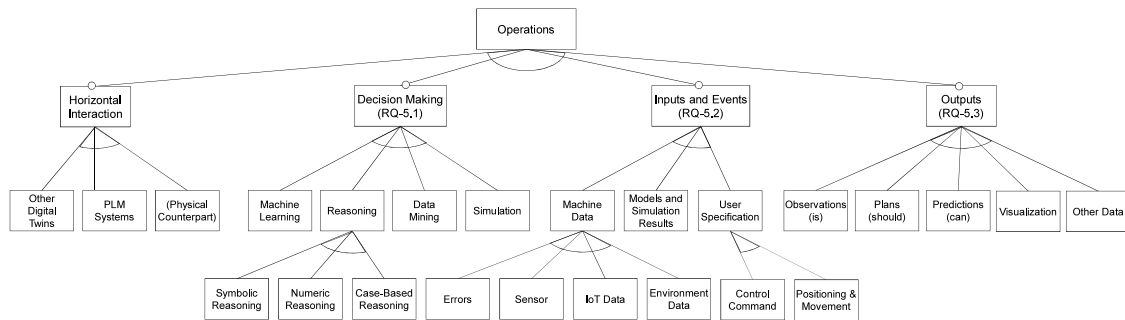 Operations
Horizontal
Interaction
Decision Making
(RQ-5.1)
Inputs and Events
(RQ-5.2)
Outputs
(RQ-5.3)
Other
Digital
Twins
PLM
Systems
(Physical
Counterpart)
Machine
Learning
Reasoning
Data
Mining
Simulation
Machine
Data
Models and
Simulation
Results
User
Specification
Observations
(is)
Plans
(should)
Predictions
(can)
Visualization
Other Data
Symbolic
Reasoning
Numeric
Reasoning
Case-Based
Reasoning
Errors
Sensor
IoT Data
Environment
Data
Control
Command
Positioning &
Movement